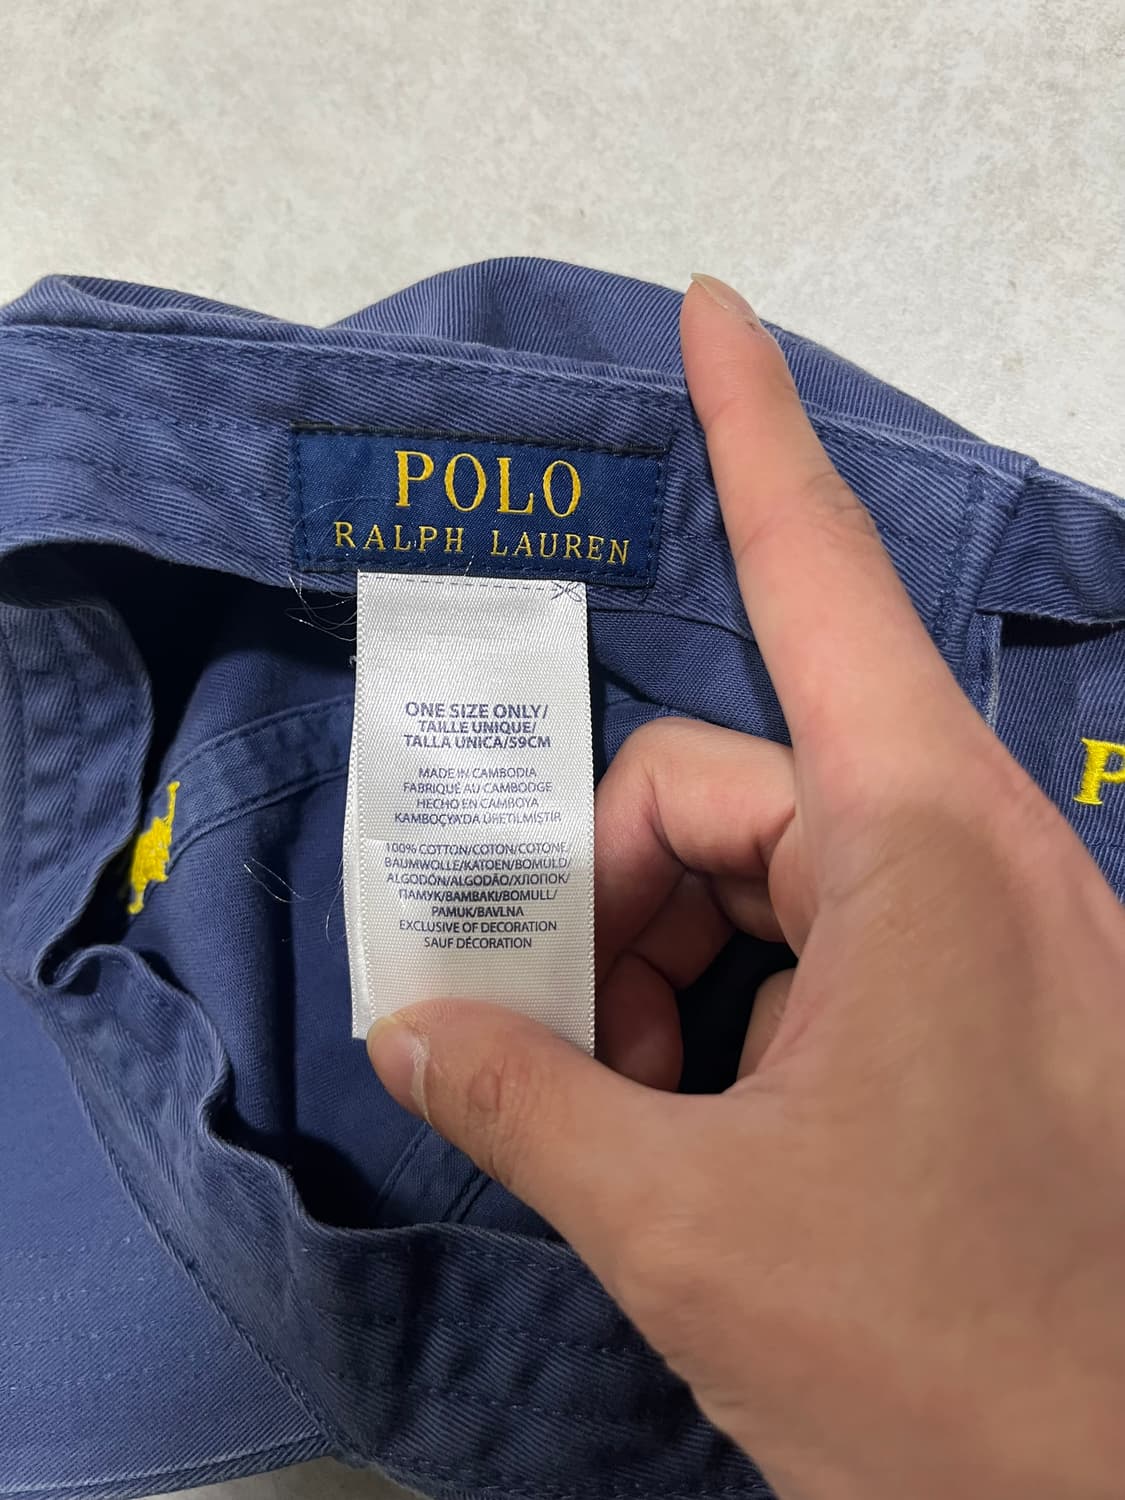 POLO
RALPH LAUREN
ONE SIZE ONLY/
TAILLE UNIQUE/
TALLA UNICA/59CM
MADE IN CAMBODIA
FABRIQUÉ AU CAMBODGE
HECHO EN CAMBOYA
KAMBOÇYA'DA ÜRETILMISTIR
100% COTTON/COTON/COTONE/
BAUMWOLLE/KATOEN/BOMULD/
ALGODÓN/ALGODÃO/ХЛОПОК/
ПАМУК/ΒΑΜΒΑΚΙ/BOMULL/
PAMUK/BAVLNA
EXCLUSIVE OF DECORATION
SAUF DÉCORATION
P